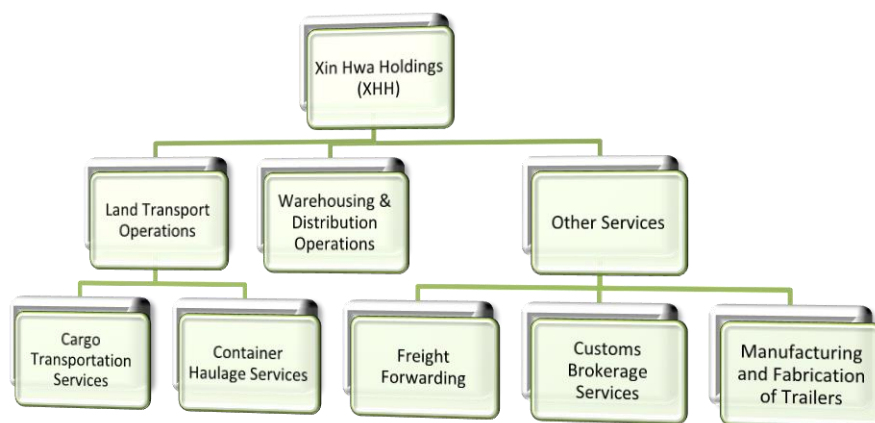 Xin Hwa Holdings
(XHH)
Land Transport
Operations
Warehousing &
Distribution
Operations
Other Services
Cargo
Transportation
Services
Container
Haulage Services
Freight
Forwarding
Customs
Brokerage
Services
Manufacturing
and Fabrication
of Trailers